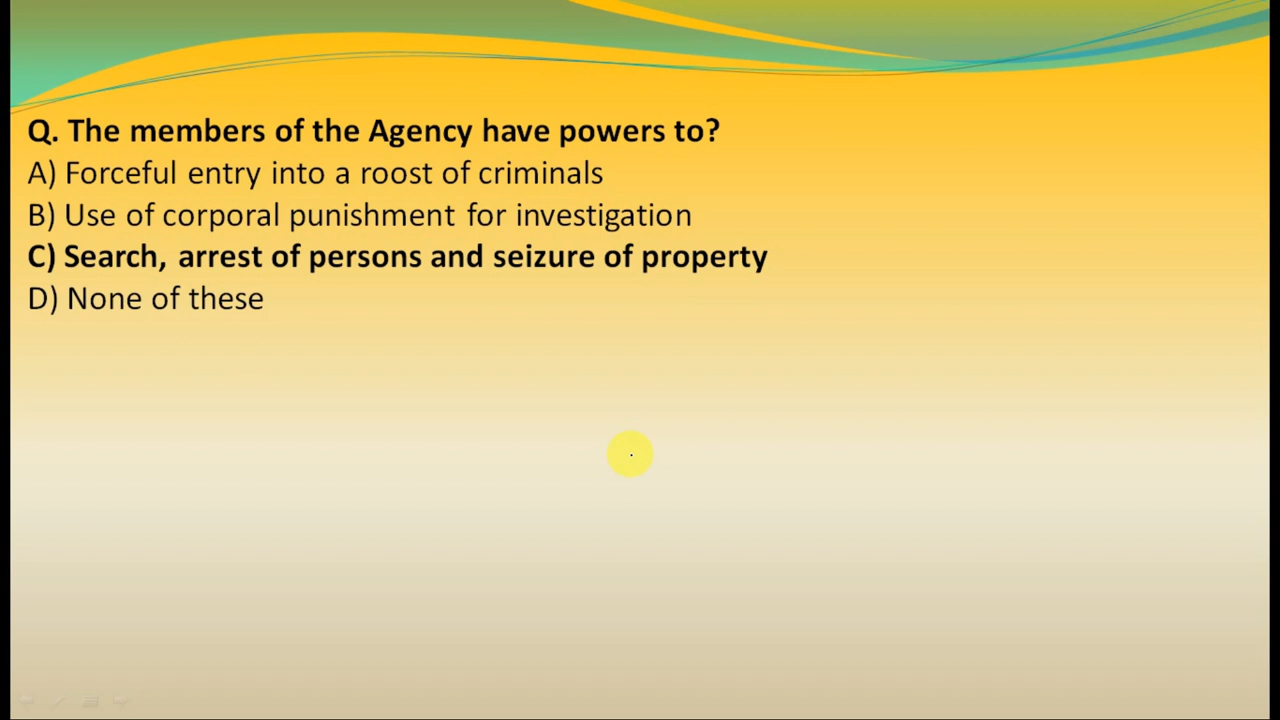 Q. The members of the Agency have powers to?
A) Forceful entry into a roost of criminals
B) Use of corporal punishment for investigation
C) Search, arrest of persons and seizure of property
D) None of these